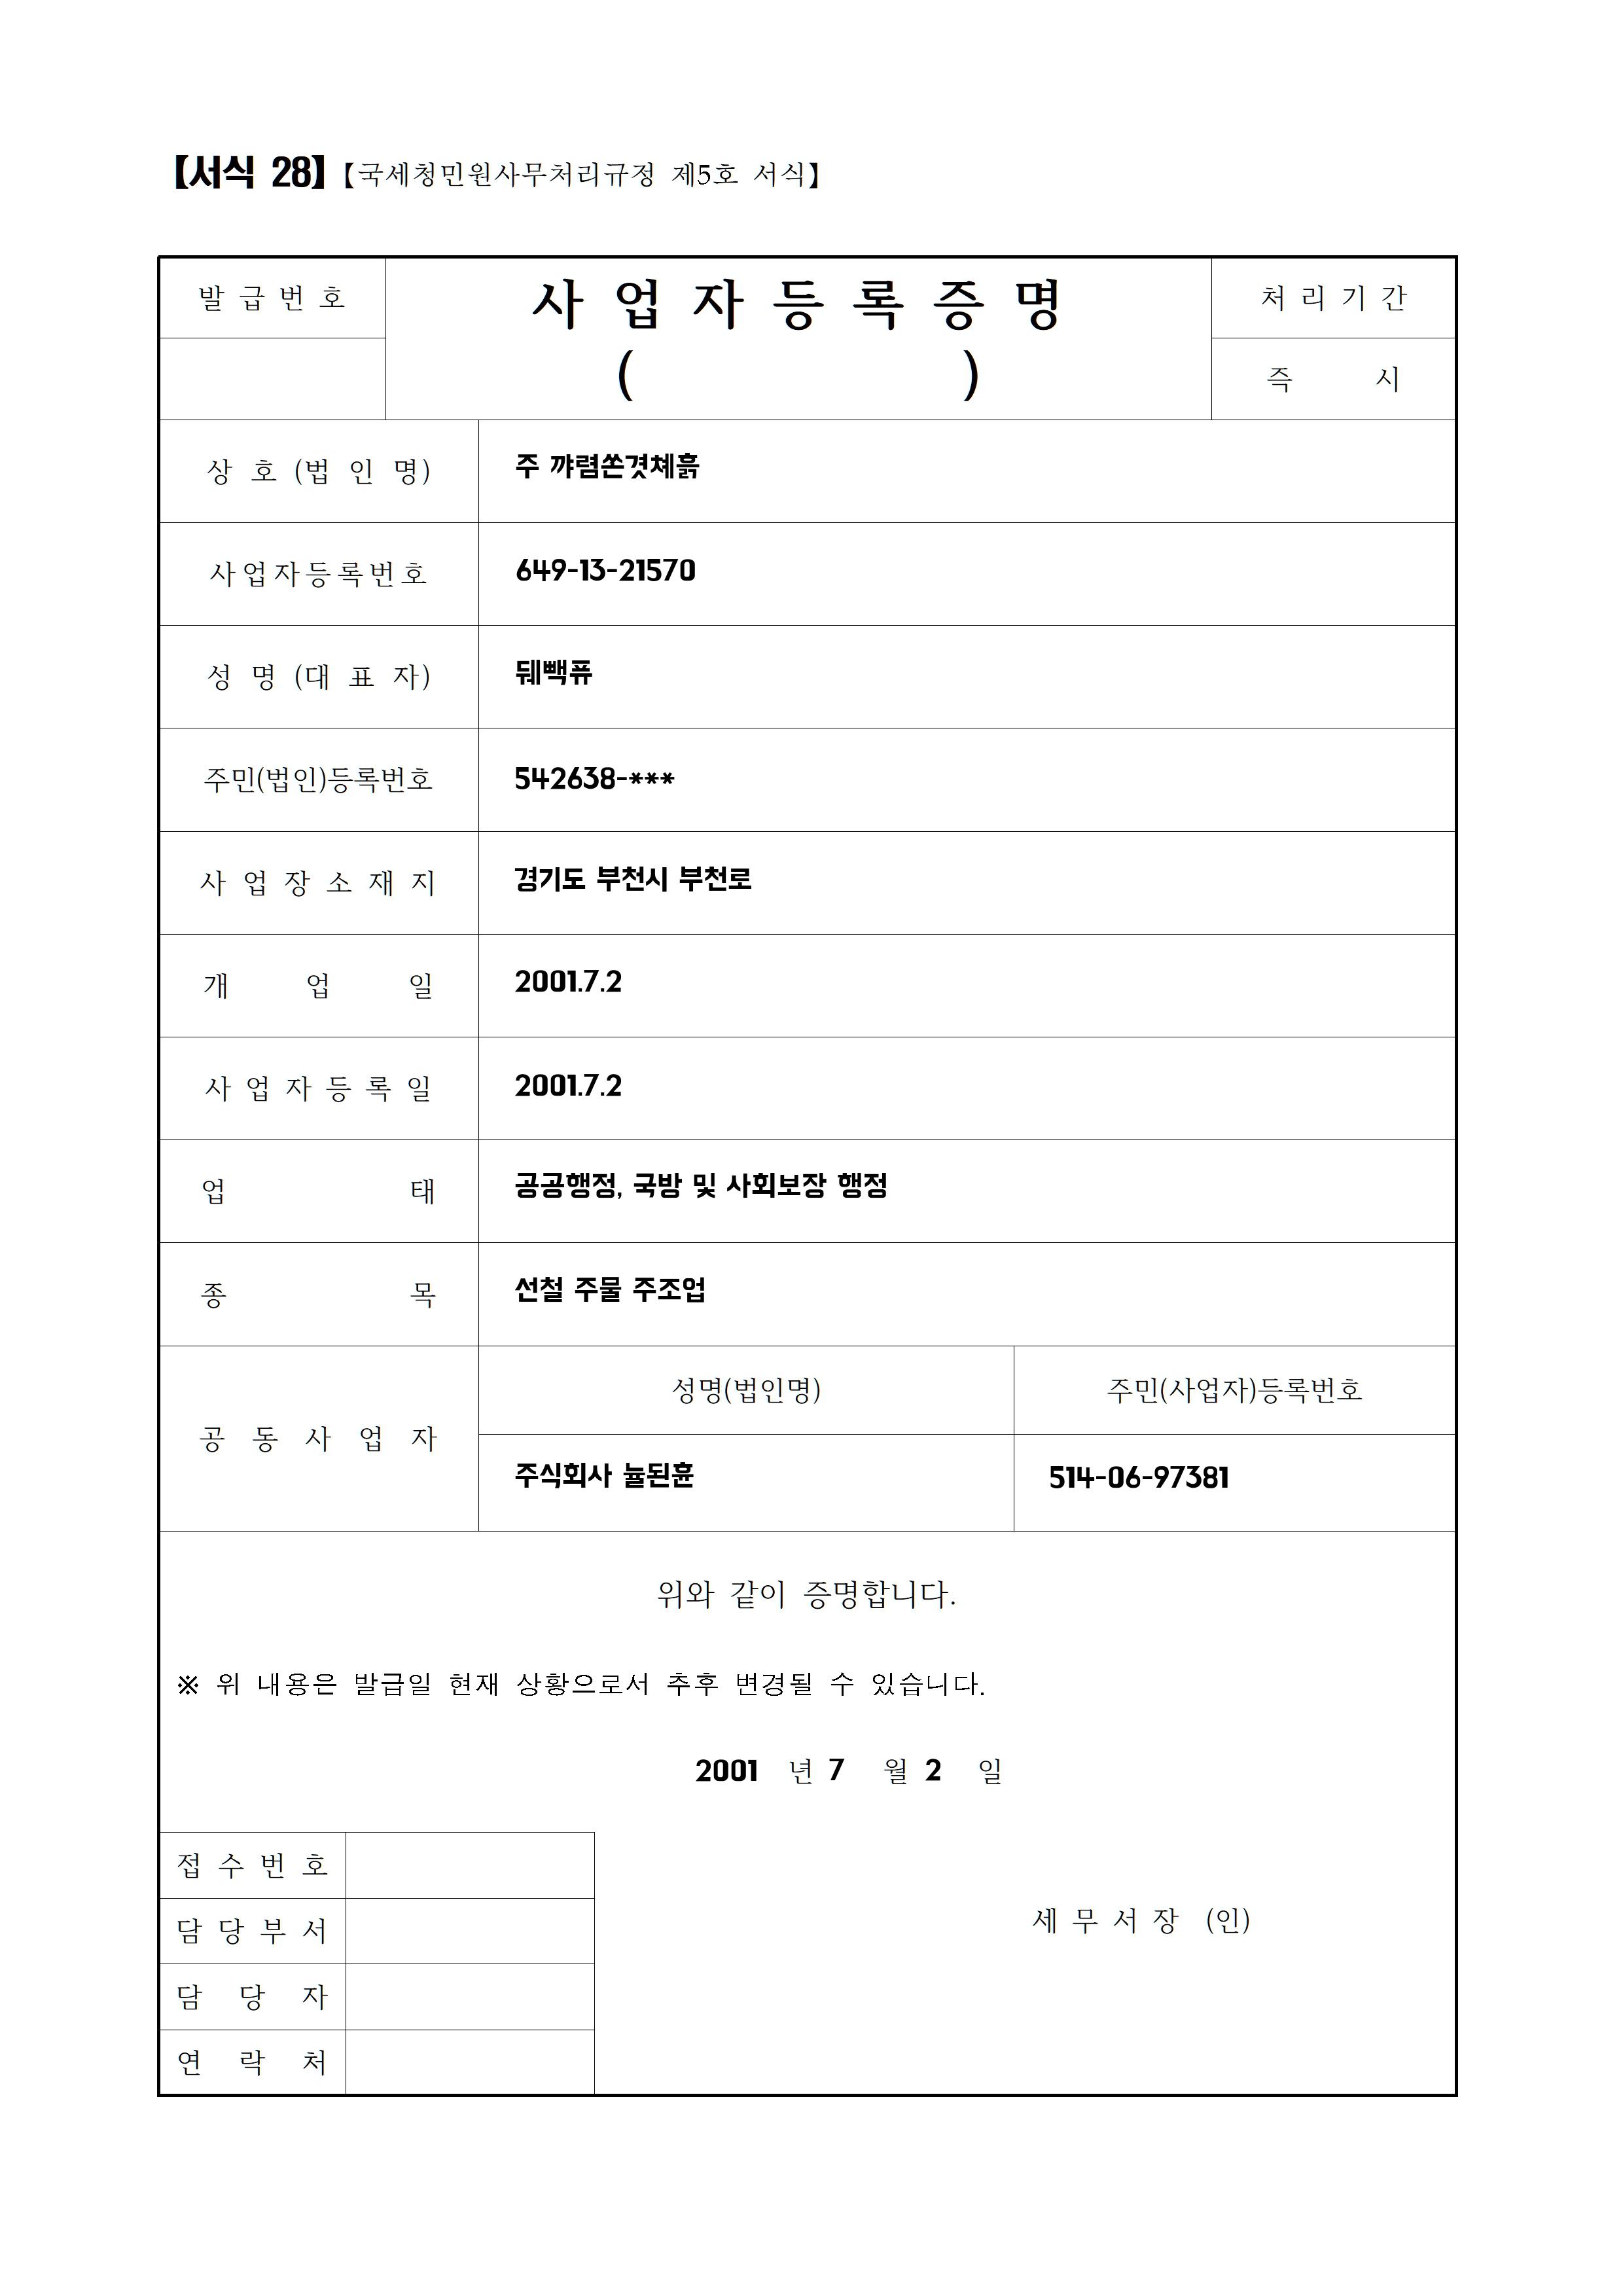 【서식 28】【국세청민원사무처리규정 제5호 서식】
발 급 번 호
사 업 자 등 록 증 명
( )
처 리 기 간
즉 시
상 호 (법 인 명) 주 꺄렴쏜겻체흙
사업자등록번호 649-13-21570
성 명 (대 표 자) 뒈빽퓨
주민(법인)등록번호 542638-***
사 업 장 소 재 지 경기도 부천시 부천로
개 업 일 2001.7.2
사 업 자 등 록 일 2001.7.2
업 태 공공행정, 국방 및 사회보장 행정
종 목 선철 주물 주조업
공 동 사 업 자
성명(법인명) 주민(사업자)등록번호
주식회사 늏된훈 514-06-97381
위와 같이 증명합니다.
※ 위 내용은 발급일 현재 상황으로서 추후 변경될 수 있습니다.
2001 년 7 월 2 일
접 수 번 호
담 당 부 서
세 무 서 장 (인)
담 당 자
연 락 처